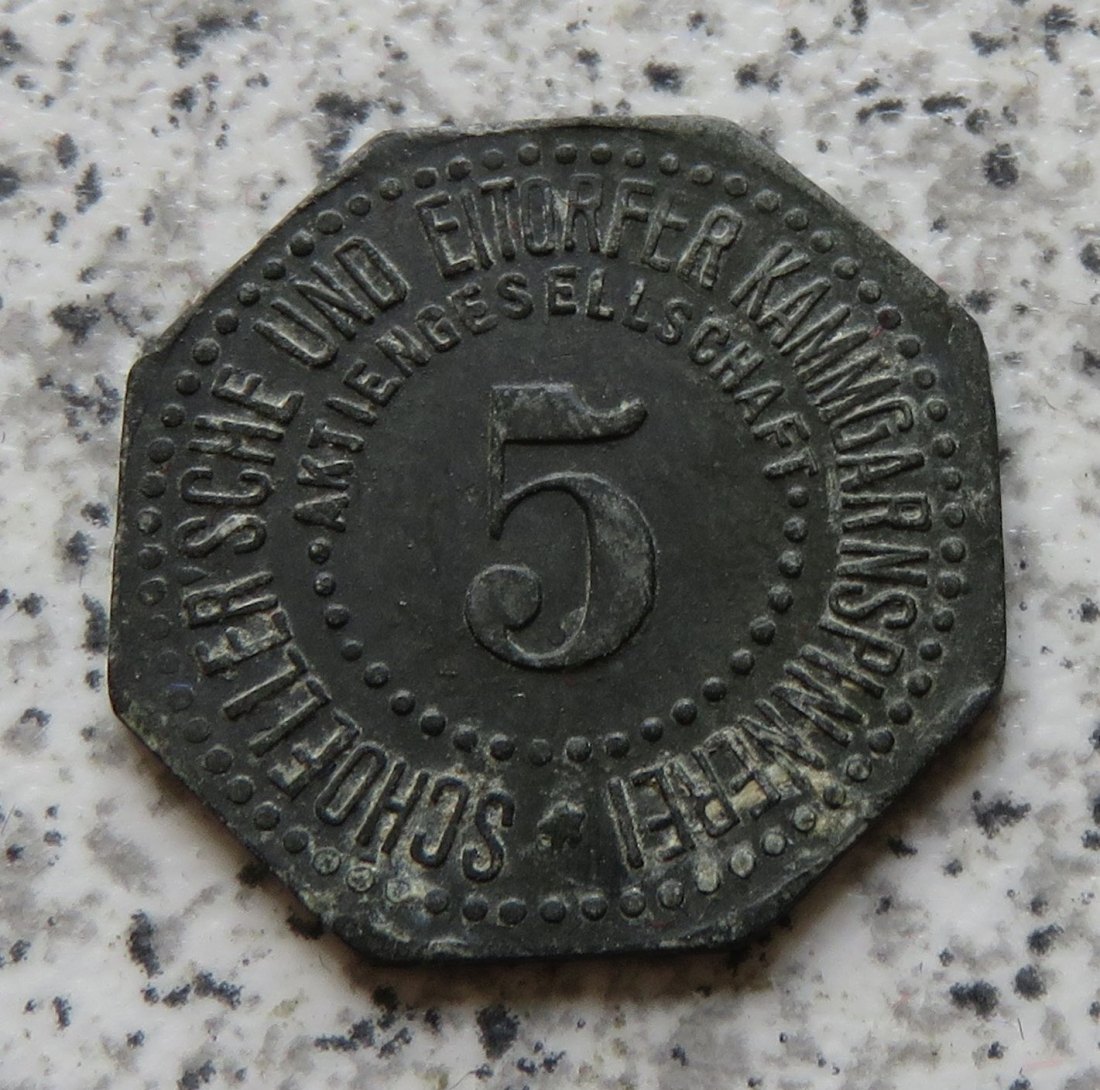 SCHOELLER'SCHE UND EITORFER KAMMGARNSPINNEREI
AKTIENGESELLSCHAFT
5